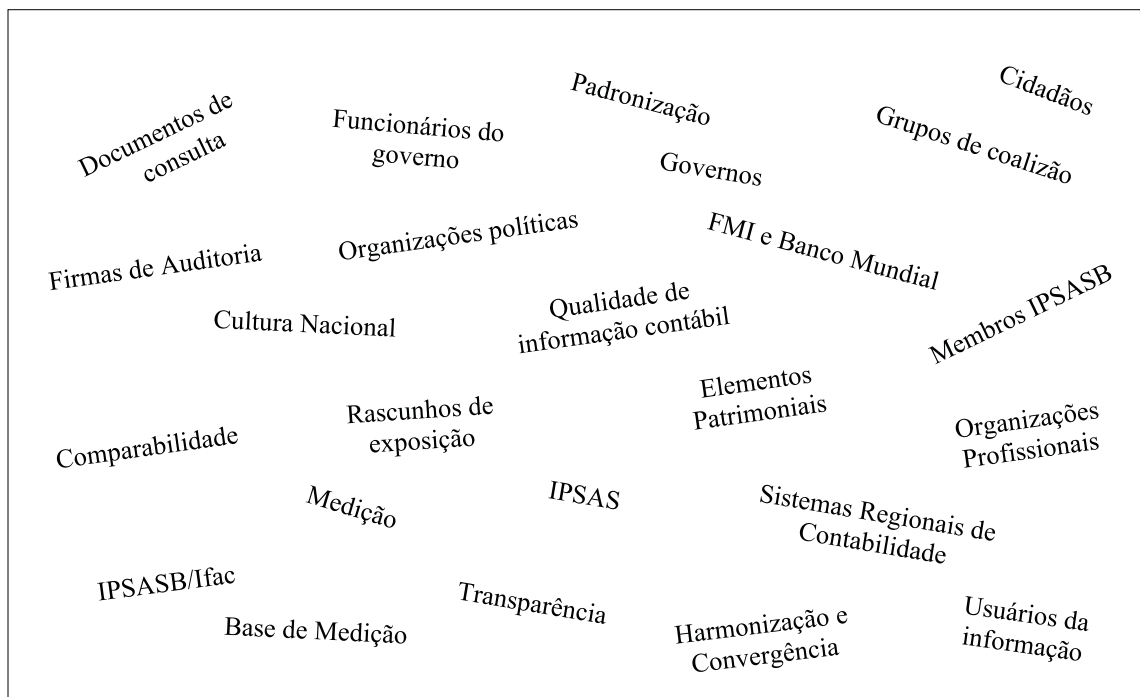 Cidadãos
Padronização
Documentos de
consulta
Funcionários do
governo
Grupos de coalizão
Governos
Organizações políticas
FMI e Banco Mundial
Firmas de Auditoria
Membros IPSASB
Cultura Nacional
Qualidade de
informação contábil
Elementos
Patrimoniais
Rascunhos de
exposição
Organizações
Profissionais
Comparabilidade
Medição
IPSAS
Sistemas Regionais de
Contabilidade
IPSASB/Ifac
Transparência
Base de Medição
Harmonização e
Convergência
Usuários da
informação